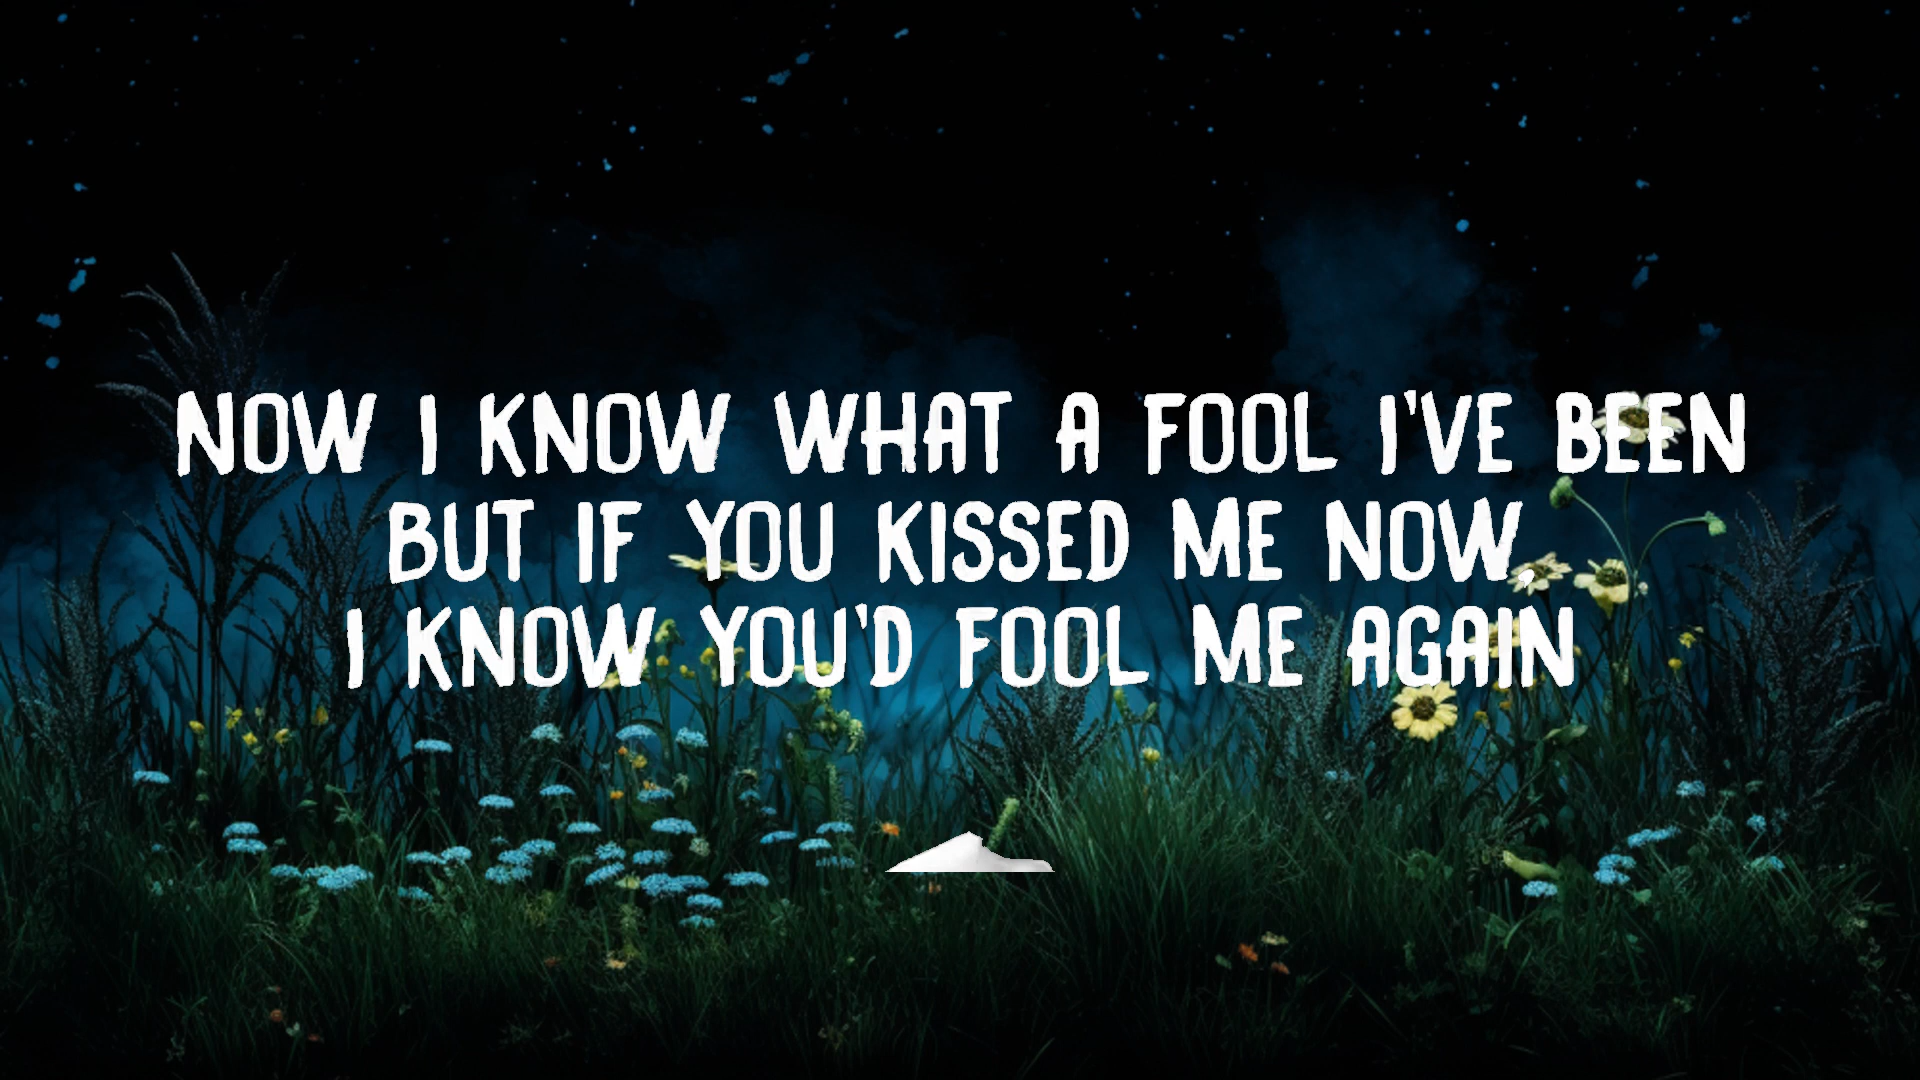 NOW I KNOW WHAT A FOOL I'VE BEEN
BUT IF YOU KISSED ME NOW,
I KNOW YOU'D FOOL ME AGAIN